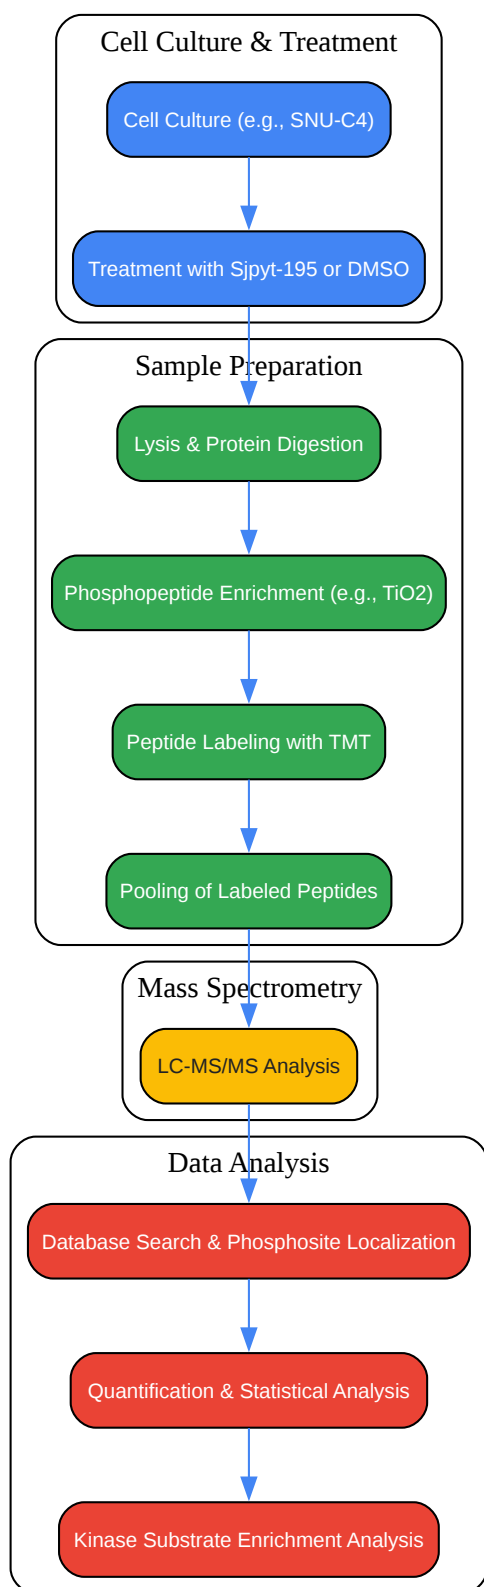 Cell Culture & Treatment
Cell Culture (e.g., SNU-C4)
Treatment with Sjpyt-195 or DMSO
Sample Preparation
Lysis & Protein Digestion
Phosphopeptide Enrichment (e.g., TiO2)
Peptide Labeling with TMT
Pooling of Labeled Peptides
Mass Spectrometry
LC-MS/MS Analysis
Data Analysis
Database Search & Phosphosite Localization
Quantification & Statistical Analysis
Kinase Substrate Enrichment Analysis